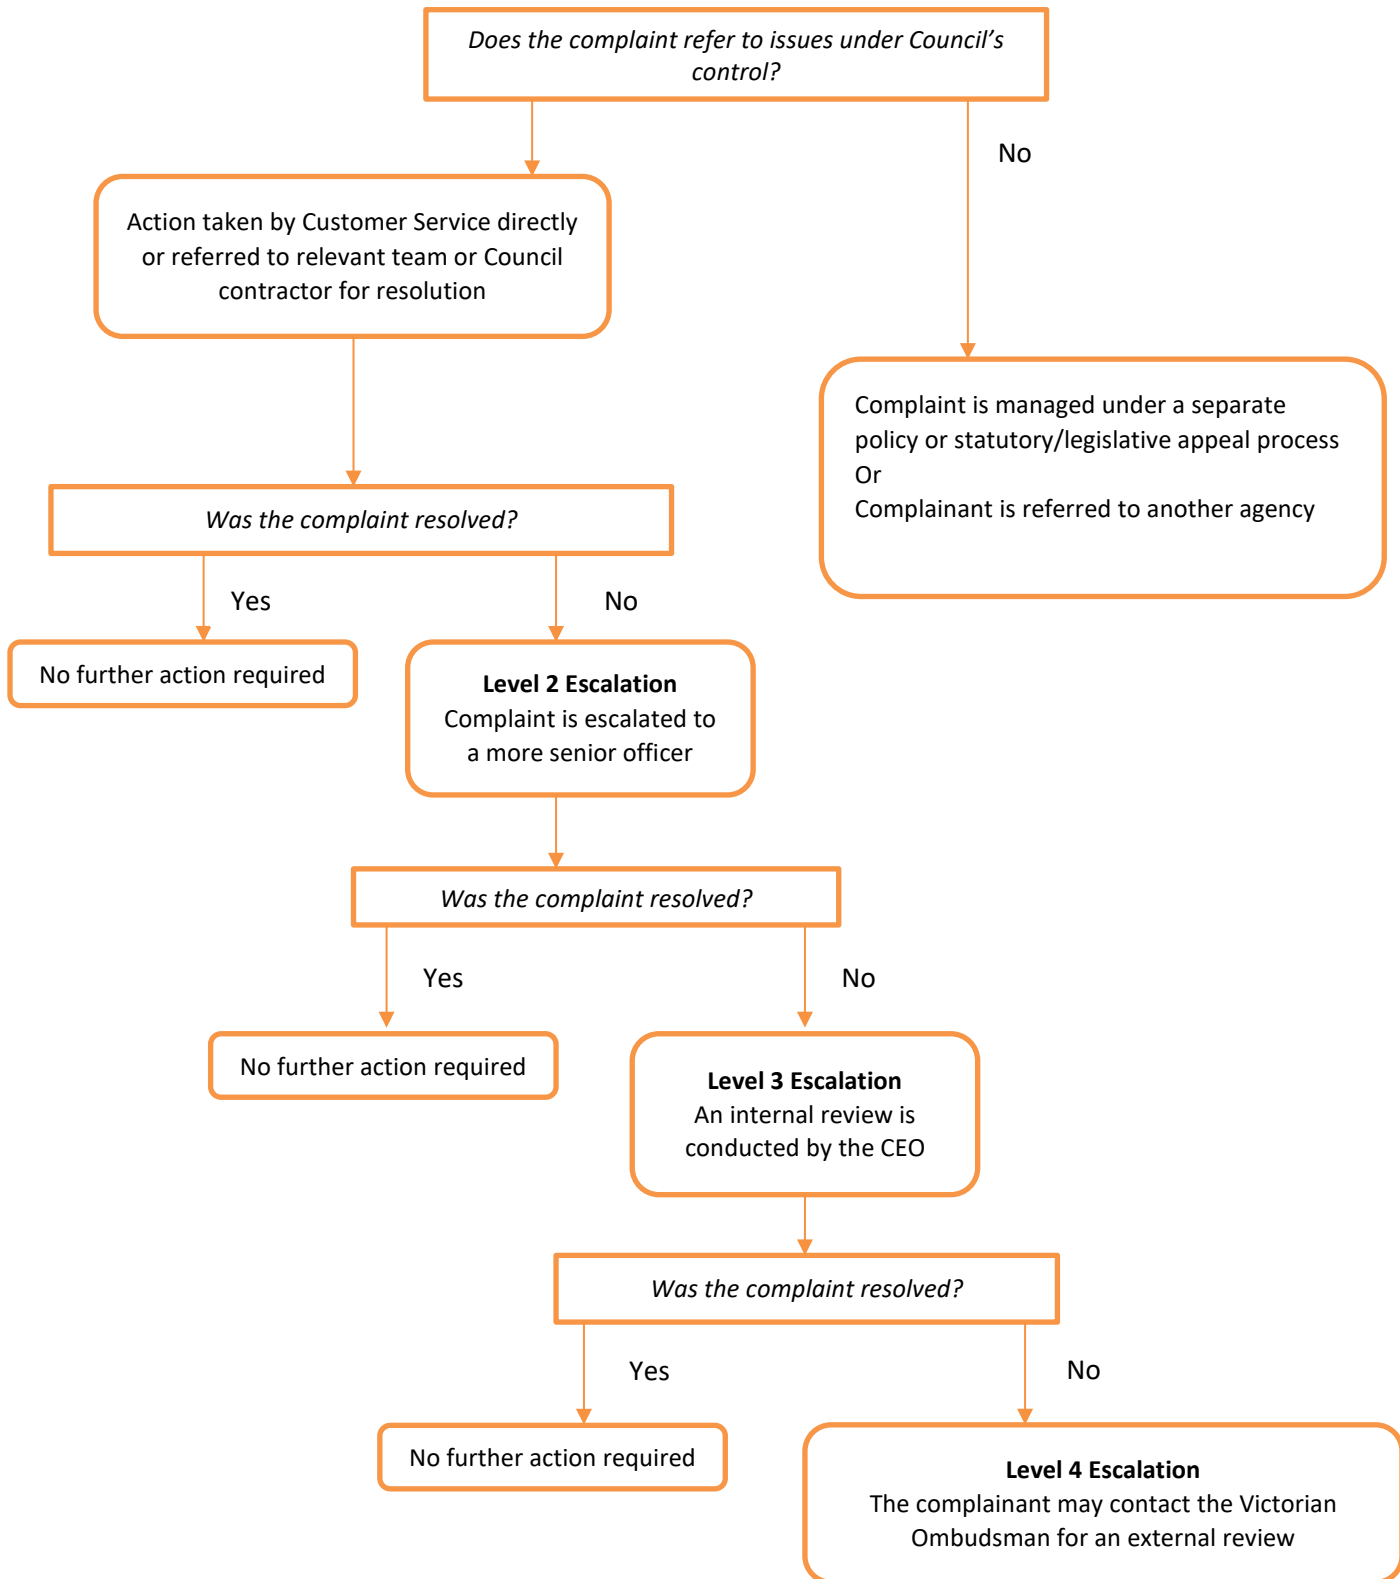 Does the complaint refer to issues under Council’s
control?
No
Action taken by Customer Service directly
or referred to relevant team or Council
contractor for resolution
Complaint is managed under a separate
policy or statutory/legislative appeal process
Or
Complainant is referred to another agency
Was the complaint resolved?
Yes
No
No further action required
Level 2 Escalation
Complaint is escalated to
a more senior officer
Was the complaint resolved?
Yes
No
No further action required
Level 3 Escalation
An internal review is
conducted by the CEO
Was the complaint resolved?
Yes
No
No further action required
Level 4 Escalation
The complainant may contact the Victorian
Ombudsman for an external review